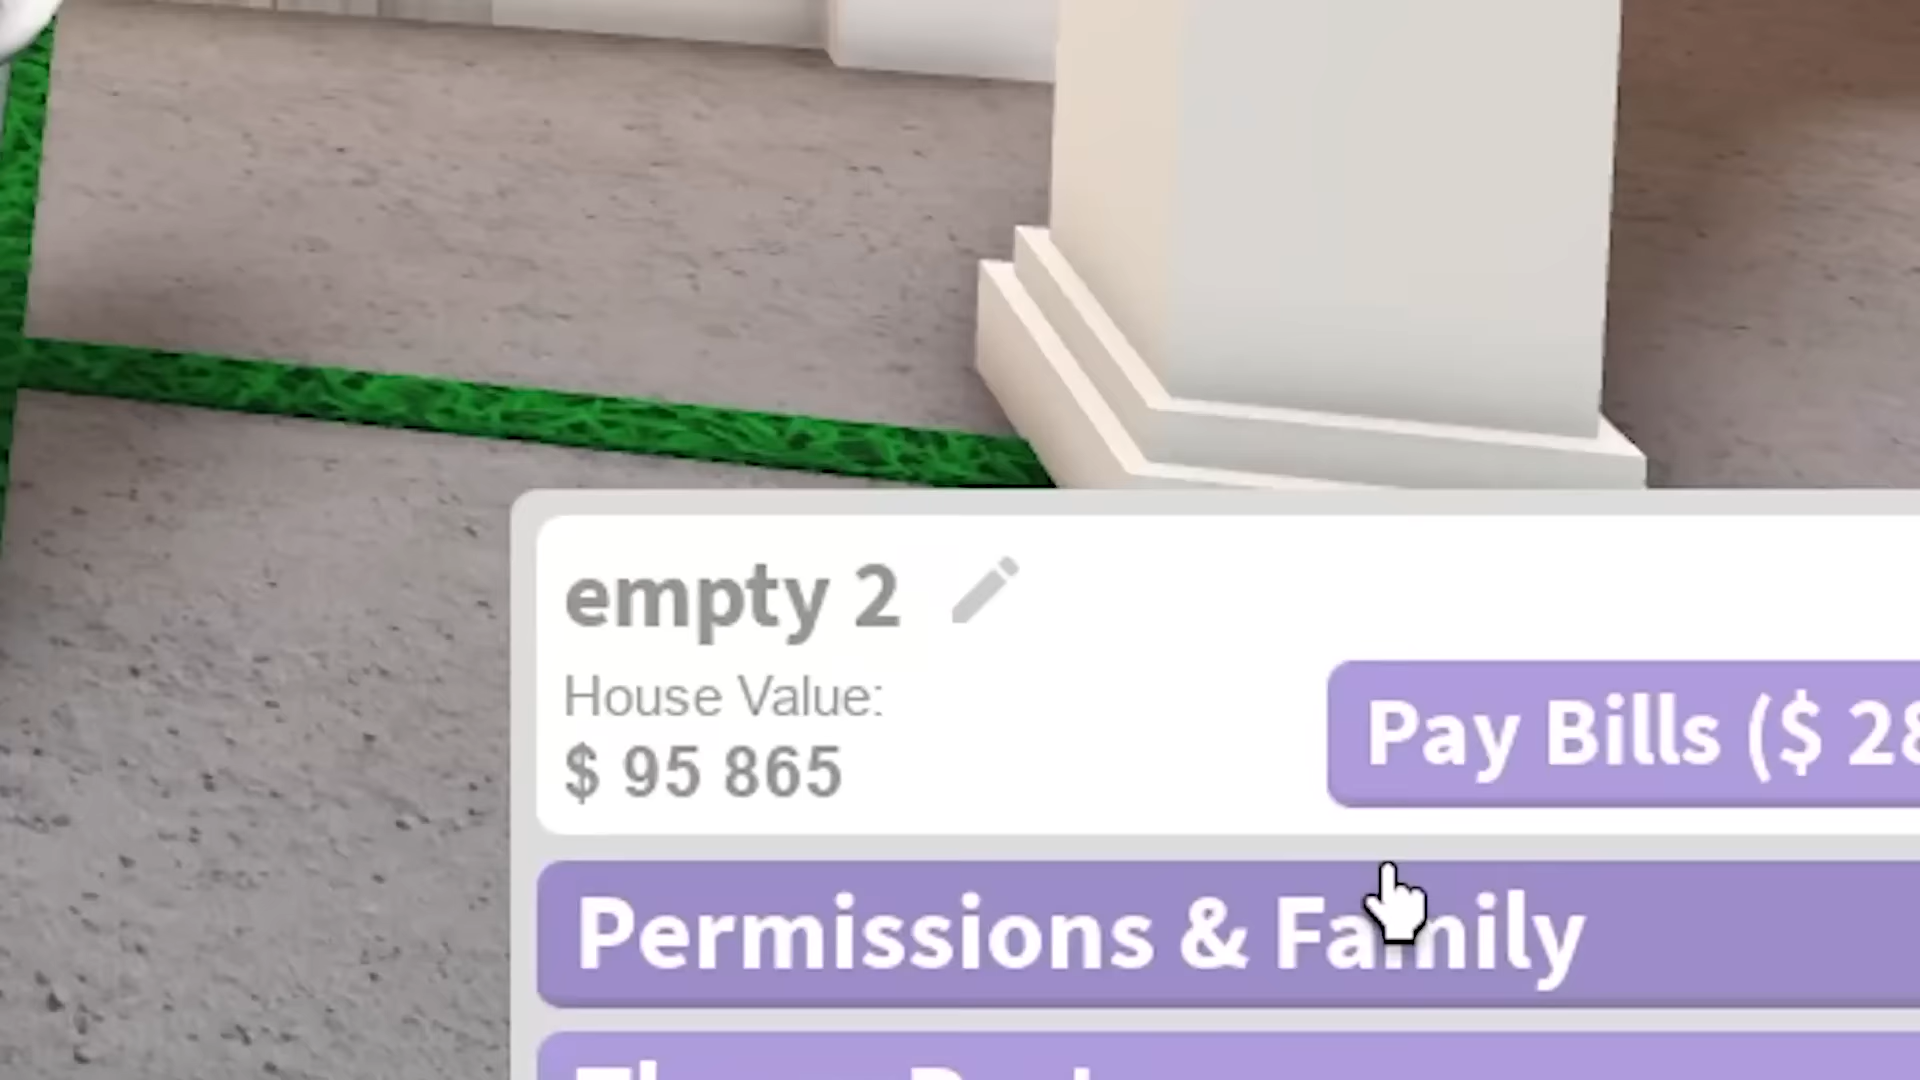 empty 2
House Value:
$ 95 865
Pay Bills ($ 28
Permissions & Family